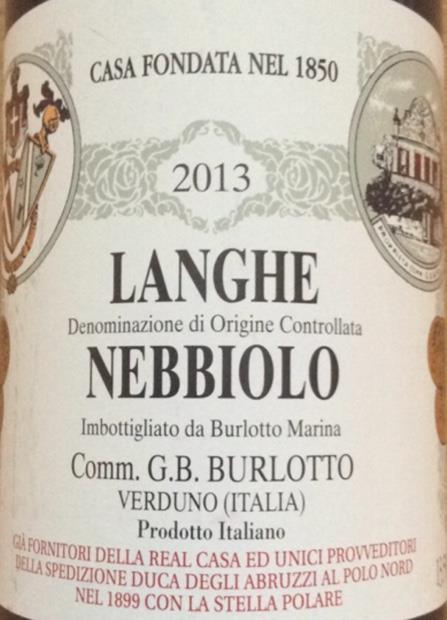 CASA FONDATA NEL 1850
2013
LANGHE
Denominazione di Origine Controllata
NEBBIOLO
Imbottigliato da Burlotto Marina
Comm. G.B. BURLOTTO
VERDUNO (ITALIA)
Prodotto Italiano
GIÀ FORNITORI DELLA REAL CASA ED UNICI PROVVEDITORI
DELLA SPEDIZIONE DUCA DEGLI ABRUZZI AL POLO NORD
NEL 1899 CON LA STELLA POLARE